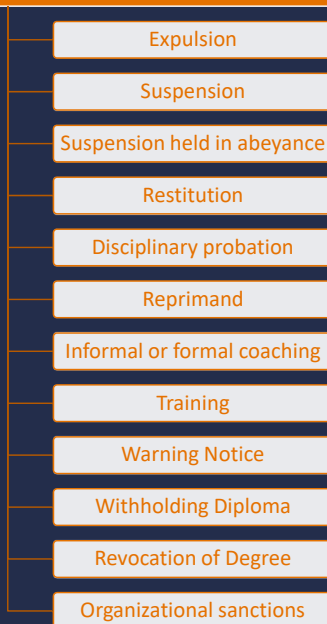 Expulsion
Suspension
Suspension held in abeyance
Restitution
Disciplinary probation
Reprimand
Informal or formal coaching
Training
Warning Notice
Withholding Diploma
Revocation of Degree
Organizational sanctions